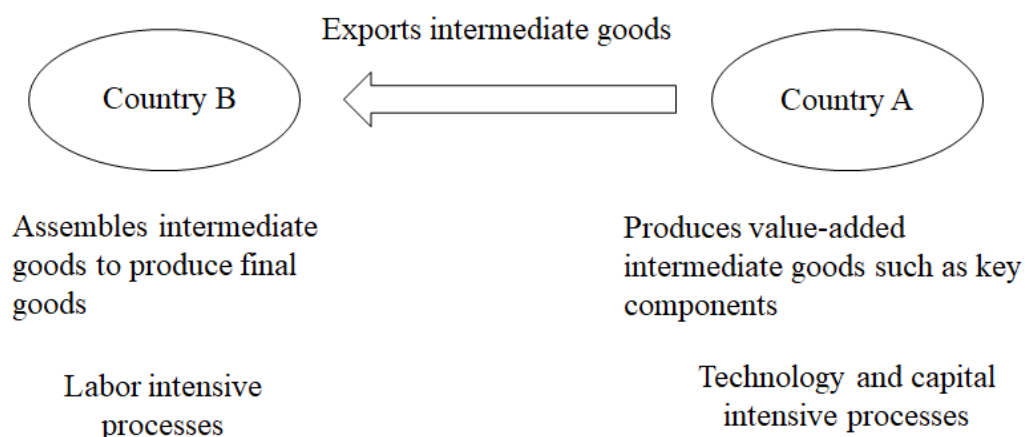 Exports intermediate goods
Country B
Country A
Assembles intermediate
goods to produce final
goods
Produces value-added
intermediate goods such as key
components
Labor intensive
processes
Technology and capital
intensive processes